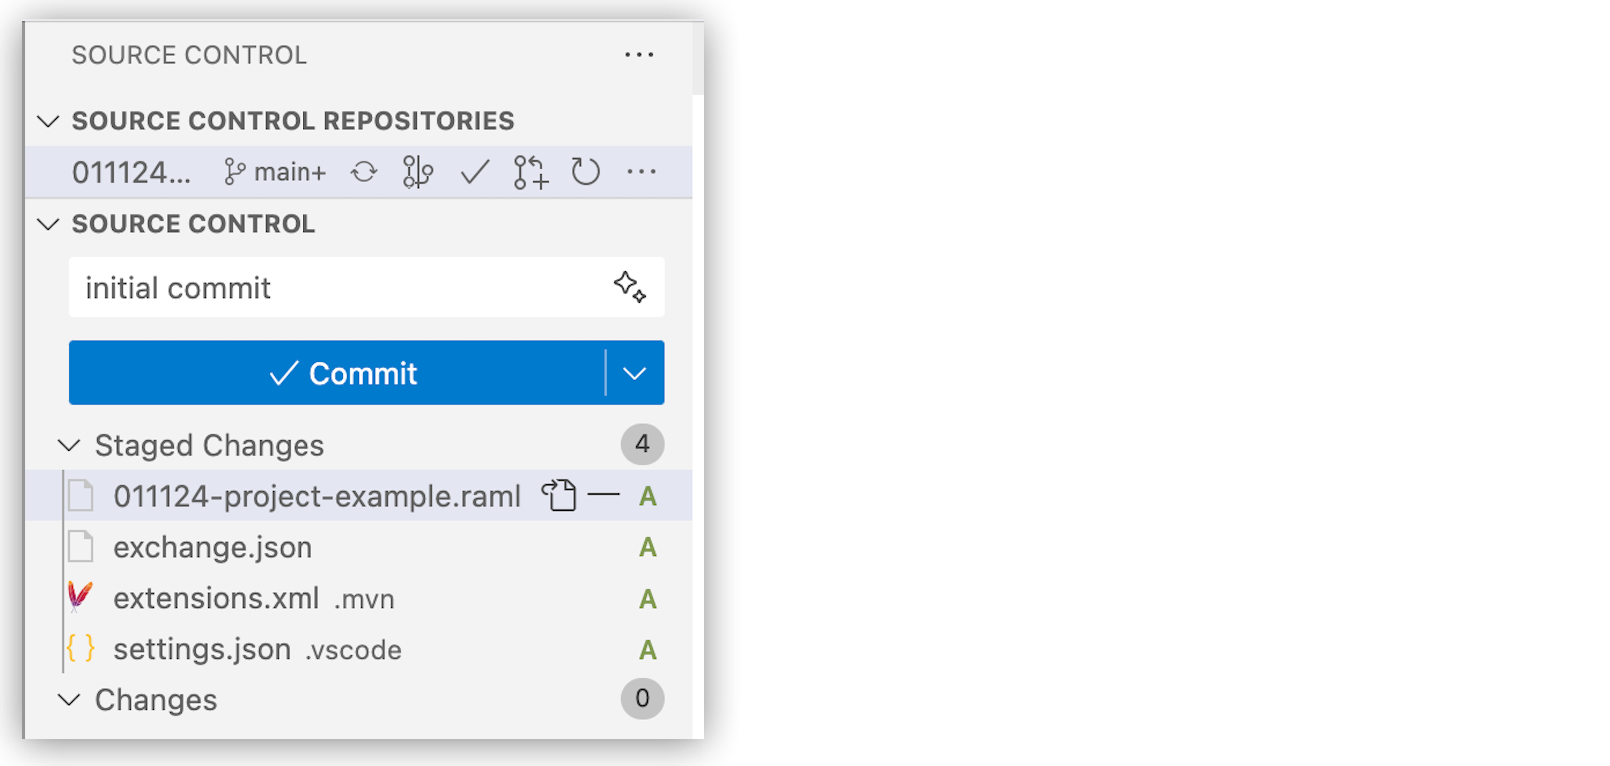 SOURCE CONTROL
SOURCE CONTROL REPOSITORIES
011124... main+
SOURCE CONTROL
initial commit
Commit
Staged Changes 4
011124-project-example.raml A
exchange.json A
extensions.xml .mvn A
settings.json .vscode A
Changes 0